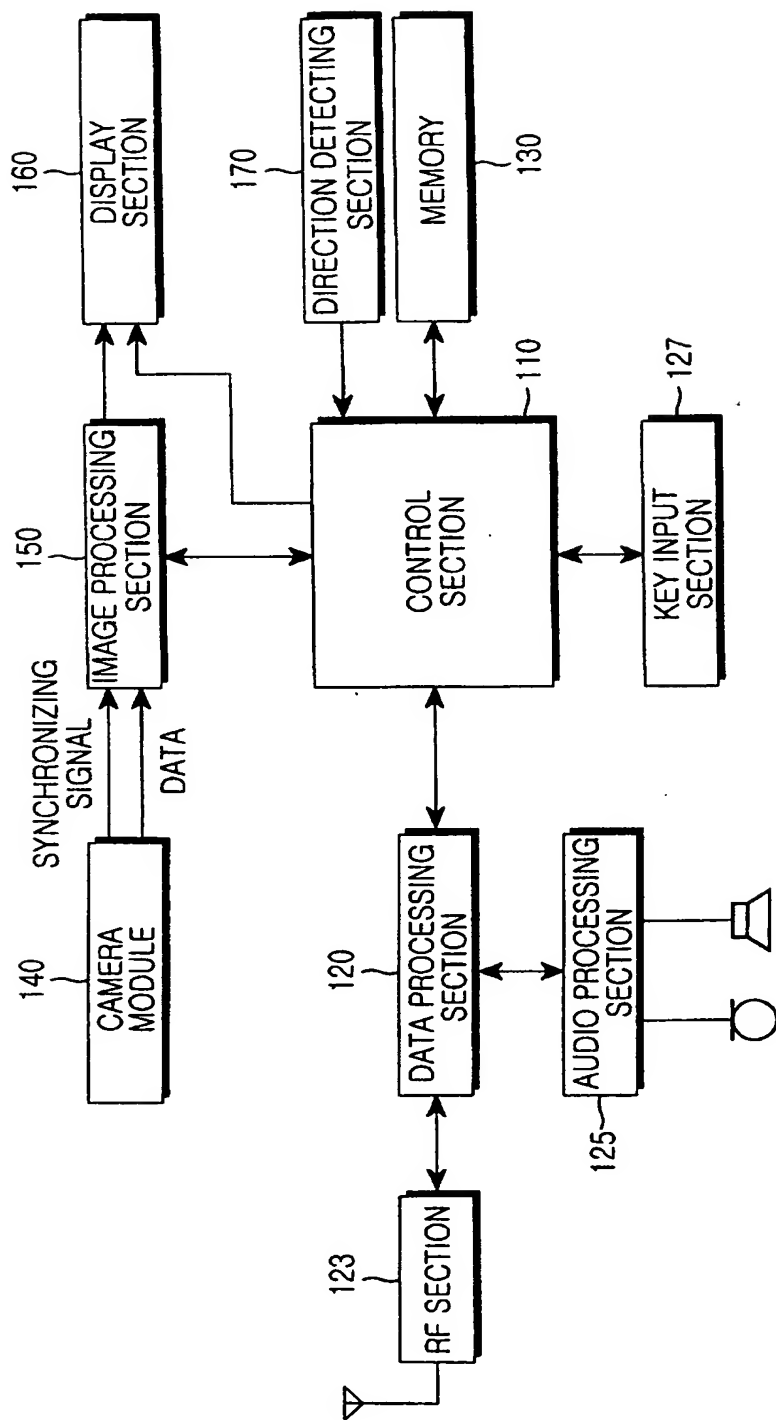 140
CAMERA
MODULE
SYNCHRONIZING
SIGNAL
DATA
150
IMAGE PROCESSING
SECTION
160
DISPLAY
SECTION
170
DIRECTION DETECTING
SECTION
MEMORY
130
110
CONTROL
SECTION
123
RF SECTION
120
DATA PROCESSING
SECTION
AUDIO PROCESSING
SECTION
125
127
KEY INPUT
SECTION